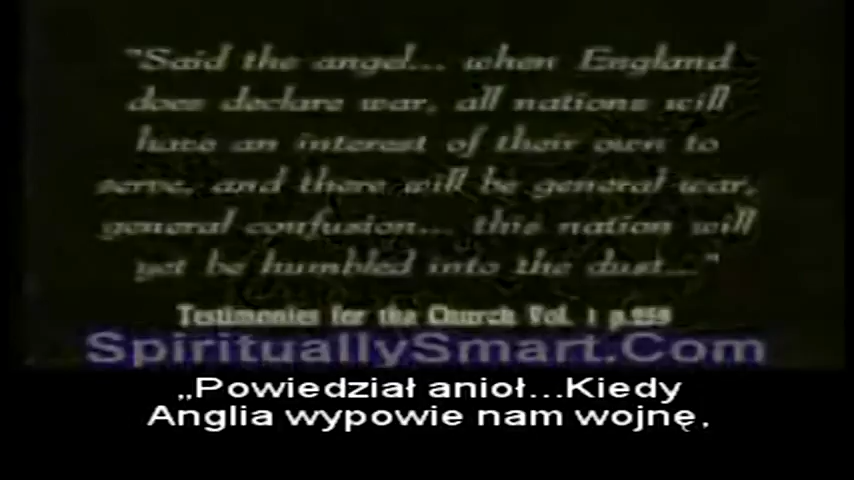 "Said the angel... when England
does declare war, all nations will
have an interest of their own to
serve, and there will be general war,
general confusion... this nation will
yet be humbled into the dust..."
Testimonies for the Church Vol. 1 p.259
SpirituallySmart.Com
„Powiedział anioł...Kiedy
Anglia wypowie nam wojnę,